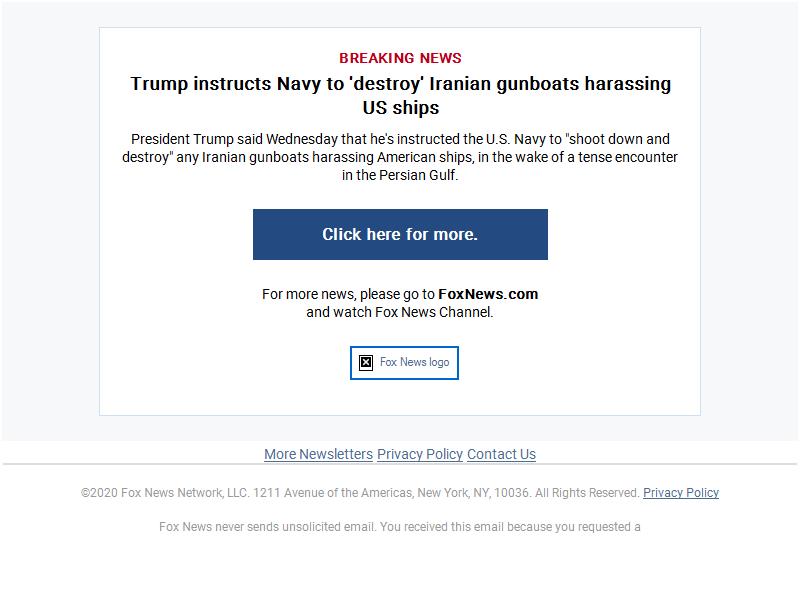 BREAKING NEWS
Trump instructs Navy to 'destroy' Iranian gunboats harassing
US ships
President Trump said Wednesday that he's instructed the U.S. Navy to "shoot down and
destroy" any Iranian gunboats harassing American ships, in the wake of a tense encounter
in the Persian Gulf.
Click here for more.
For more news, please go to FoxNews.com
and watch Fox News Channel.
Fox News logo
More Newsletters Privacy Policy Contact Us
©2020 Fox News Network, LLC. 1211 Avenue of the Americas, New York, NY, 10036. All Rights Reserved. Privacy Policy
Fox News never sends unsolicited email. You received this email because you requested a